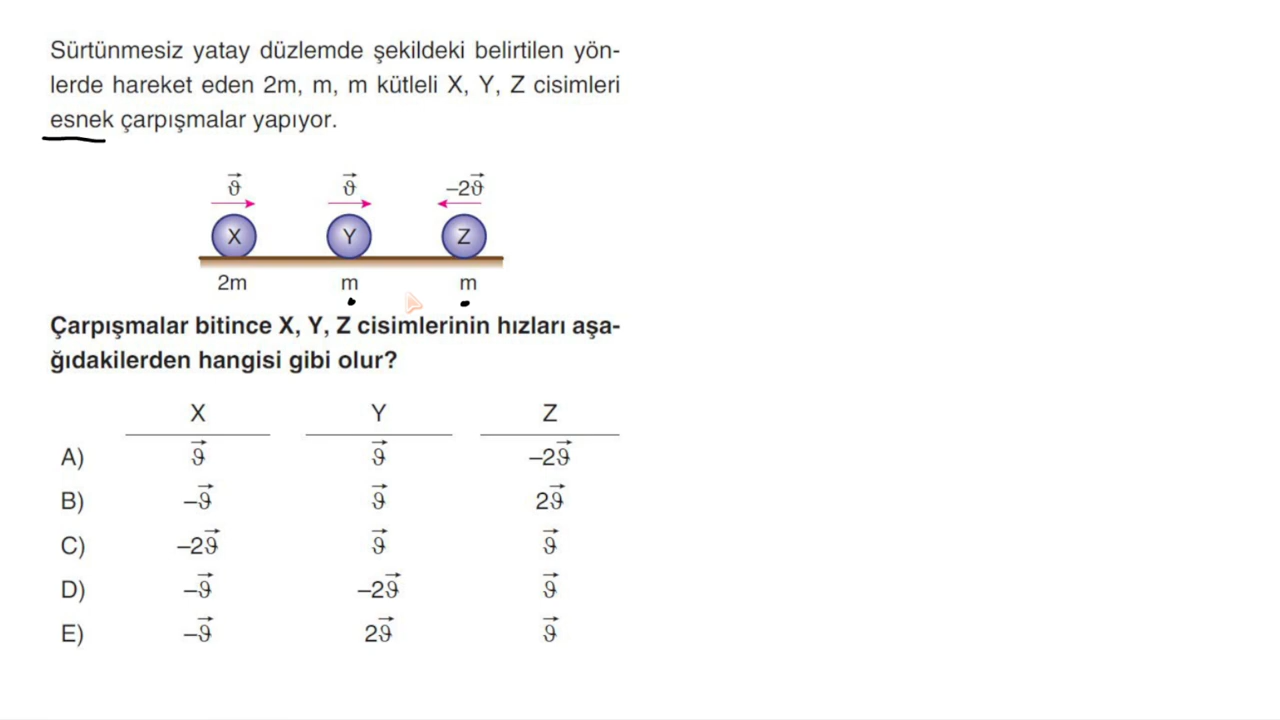 Sürtünmesiz yatay düzlemde şekildeki belirtilen yön-
lerde hareket eden 2m, m, m kütleli X, Y, Z cisimleri
esnek çarpışmalar yapıyor.
ϑ⃗ ϑ⃗ –2ϑ⃗
X Y Z
2m m m
Çarpışmalar bitince X, Y, Z cisimlerinin hızları aşa-
ğıdakilerden hangisi gibi olur?
X Y Z
A) ϑ⃗ ϑ⃗ –2ϑ⃗
B) –ϑ⃗ ϑ⃗ 2ϑ⃗
C) –2ϑ⃗ ϑ⃗ ϑ⃗
D) –ϑ⃗ –2ϑ⃗ ϑ⃗
E) –ϑ⃗ 2ϑ⃗ ϑ⃗